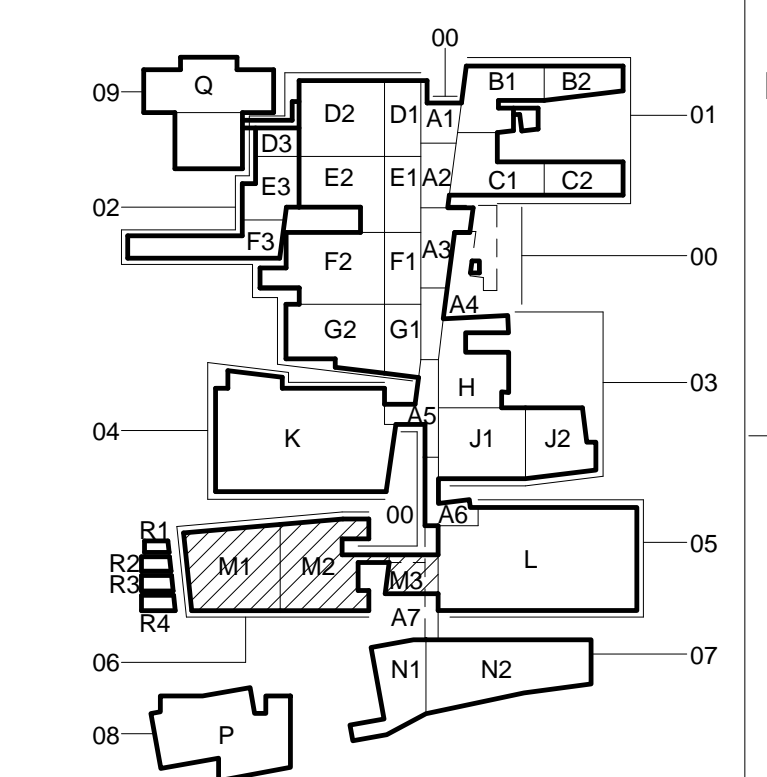 00
09
Q
B1
B2
D2
D1
A1
01
D3
E3
E2
E1
A2
C1
C2
02
F3
F2
F1
A3
00
A4
G2
G1
03
H
A5
04
K
J1
J2
00
A6
R1
R2
R3
R4
M1
M2
M3
L
05
A7
06
N1
N2
07
08
P